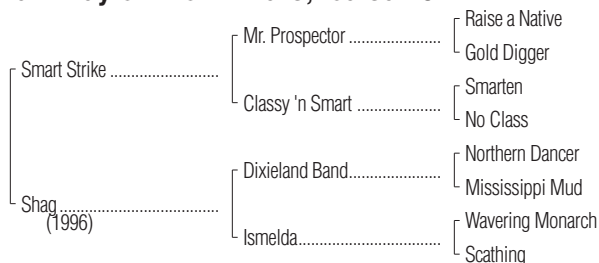 Raise a Native
Mr. Prospector
Gold Digger
Smart Strike
Smarten
Classy 'n Smart
No Class
Northern Dancer
Dixieland Band
Mississippi Mud
Shag
(1996)
Wavering Monarch
Ismelda
Scathing